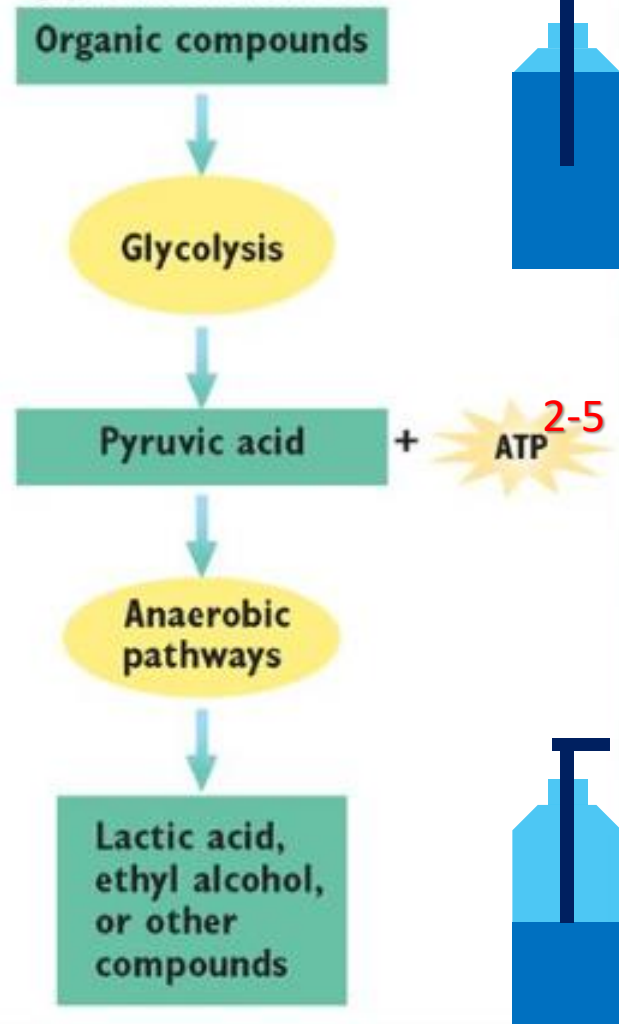 Organic compounds
Glycolysis
Pyruvic acid + ATP 2-5
Anaerobic
pathways
Lactic acid,
ethyl alcohol,
or other
compounds